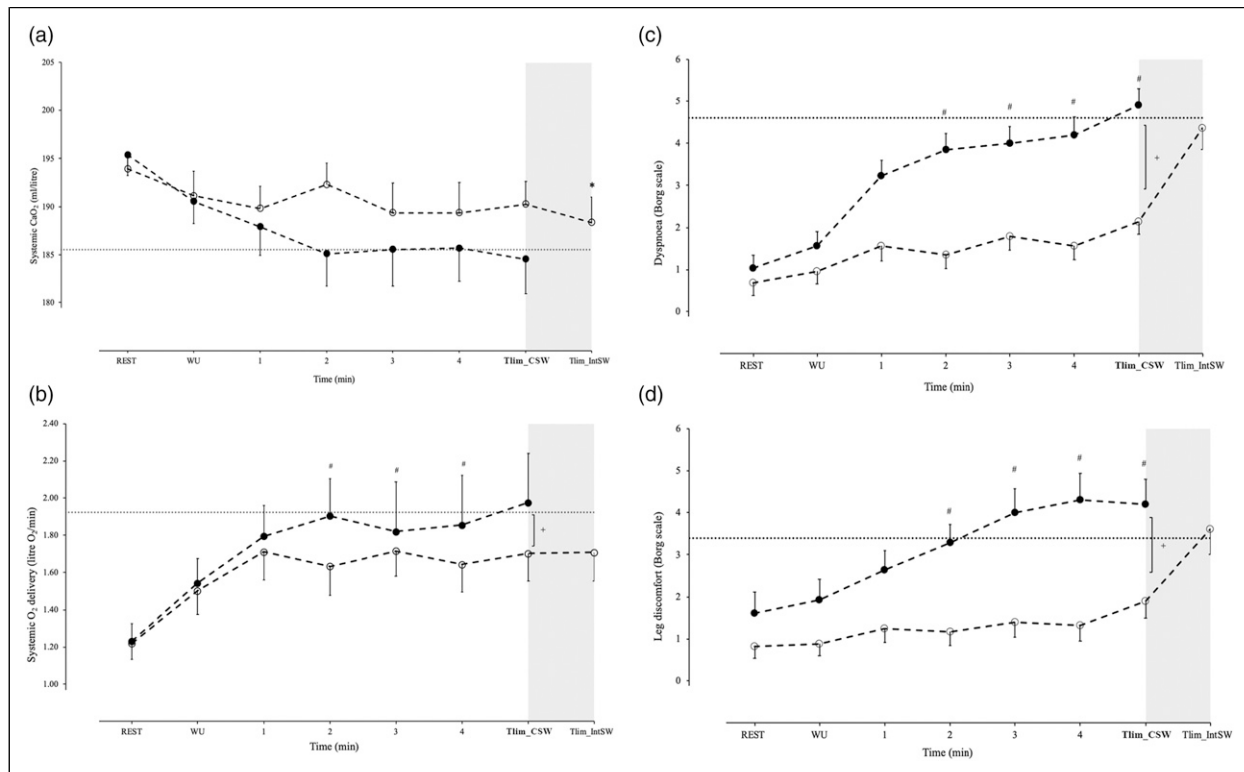 (a)
205
200
195
190
185
180
Systemic CaO₂ (ml/litre)
*
REST WU 1 2 3 4 Tlim_CSW Tlim_IntSW
Time (min)
(b)
2.40
2.20
2.00
1.80
1.60
1.40
1.20
1.00
Systemic O₂ delivery (litre O₂/min)
# # #
+
REST WU 1 2 3 4 Tlim_CSW Tlim_IntSW
Time (min)
(c)
6
5
4
3
2
1
0
Dyspnoea (Borg scale)
# # # #
+
REST WU 1 2 3 4 Tlim_CSW Tlim_IntSW
Time (min)
(d)
6
5
4
3
2
1
0
Leg discomfort (Borg scale)
# # # #
+
REST WU 1 2 3 4 Tlim_CSW Tlim_IntSW
Time (min)